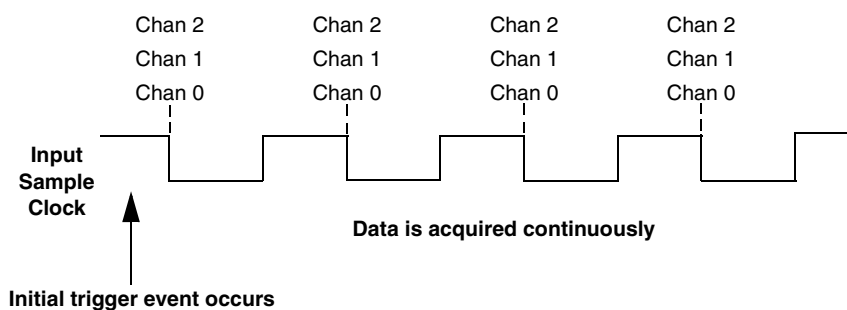 Chan 2 Chan 2 Chan 2 Chan 2
Chan 1 Chan 1 Chan 1 Chan 1
Chan 0 Chan 0 Chan 0 Chan 0
Input
Sample
Clock
Data is acquired continuously
Initial trigger event occurs